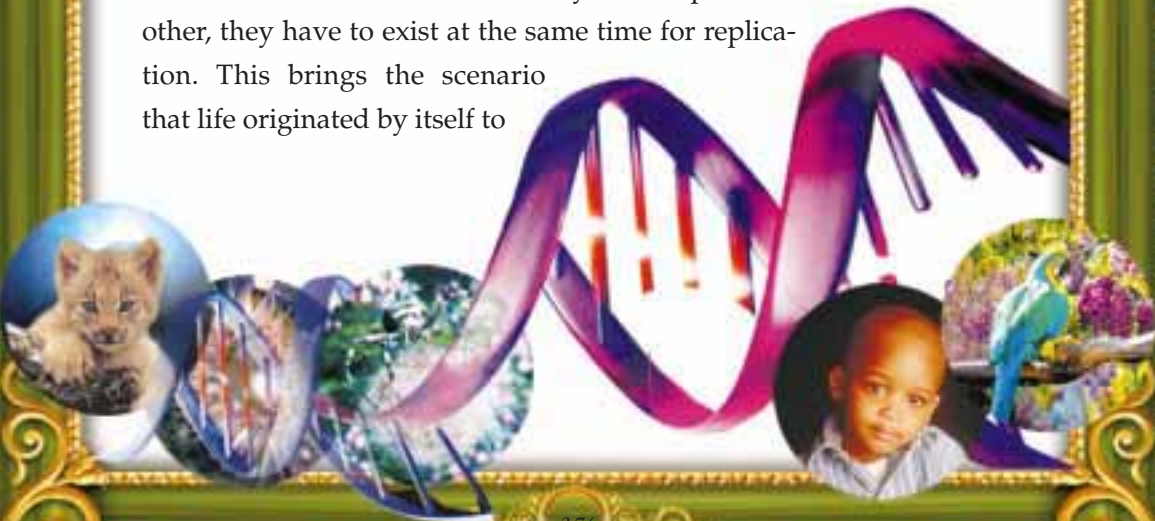 other, they have to exist at the same time for replica-
tion. This brings the scenario
that life originated by itself to